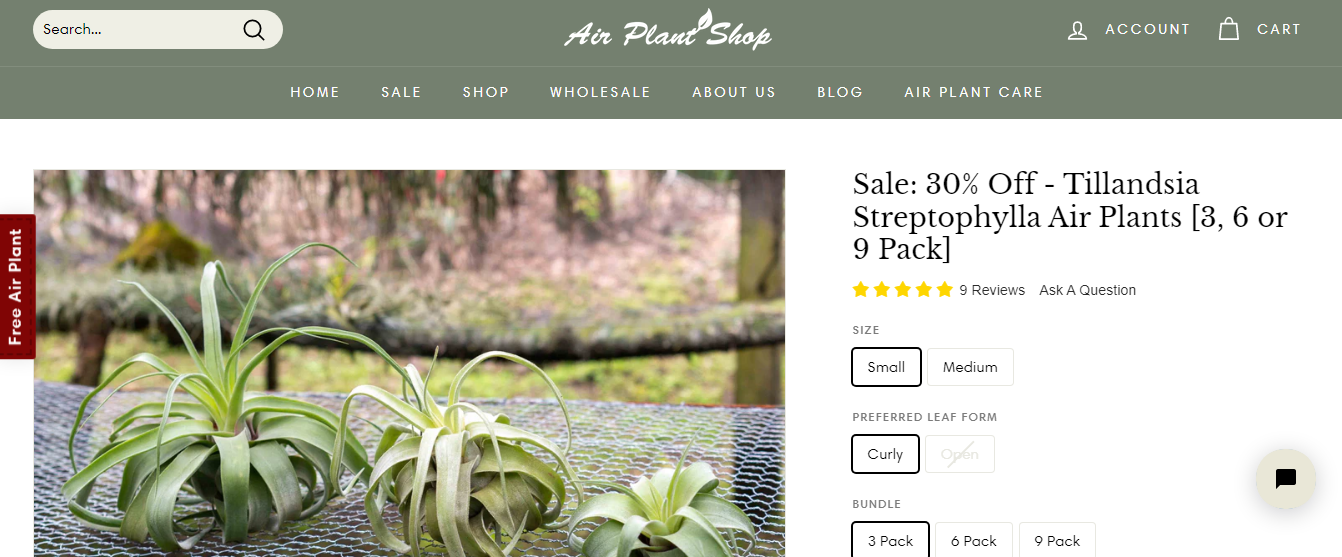 Search...
Air Plant Shop
ACCOUNT
CART
HOME SALE SHOP WHOLESALE ABOUT US BLOG AIR PLANT CARE
Free Air Plant
Sale: 30% Off - Tillandsia
Streptophylla Air Plants [3, 6 or
9 Pack]
9 Reviews Ask A Question
SIZE
Small Medium
PREFERRED LEAF FORM
Curly Open
BUNDLE
3 Pack 6 Pack 9 Pack